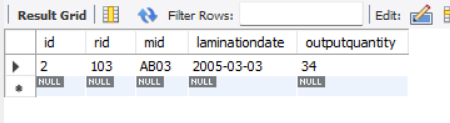 Result Grid Filter Rows: Edit:
id rid mid laminationdate outputquantity
2 103 AB03 2005-03-03 34
NULL NULL NULL NULL NULL